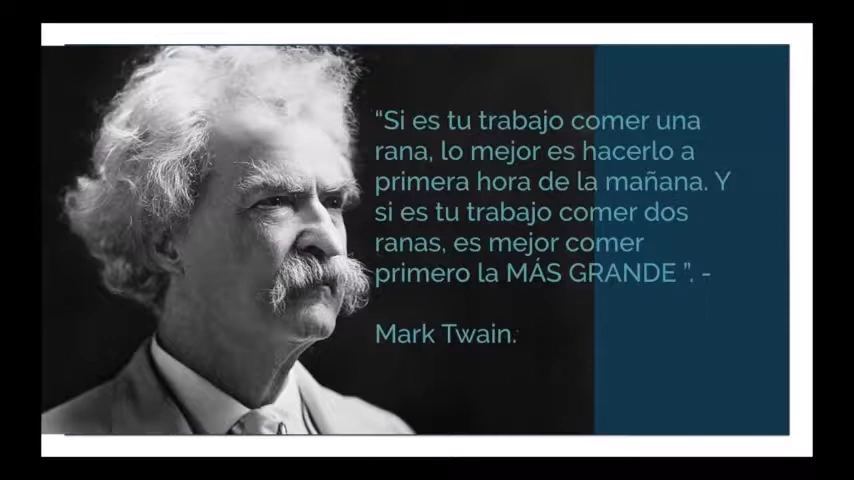 “Si es tu trabajo comer una
rana, lo mejor es hacerlo a
primera hora de la mañana. Y
si es tu trabajo comer dos
ranas, es mejor comer
primero la MÁS GRANDE ”. -
Mark Twain.